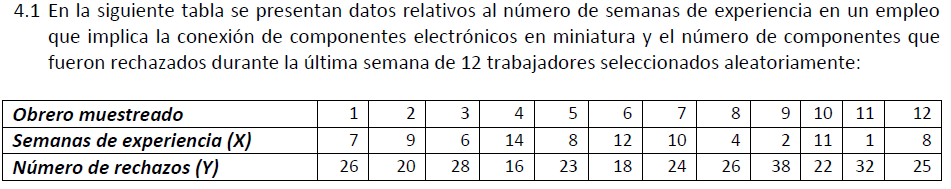 4.1 En la siguiente tabla se presentan datos relativos al número de semanas de experiencia en un empleo
que implica la conexión de componentes electrónicos en miniatura y el número de componentes que
fueron rechazados durante la última semana de 12 trabajadores seleccionados aleatoriamente:
Obrero muestreado 1 2 3 4 5 6 7 8 9 10 11 12
Semanas de experiencia (X) 7 9 6 14 8 12 10 4 2 11 1 8
Número de rechazos (Y) 26 20 28 16 23 18 24 26 38 22 32 25